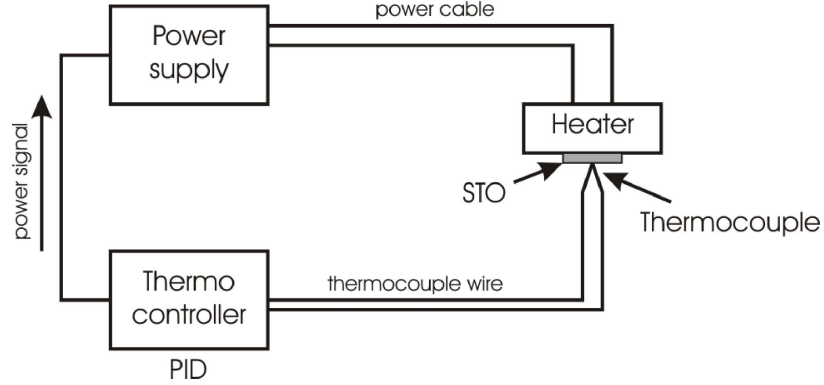 power cable
Power
supply
Heater
power signal
STO
Thermocouple
Thermo
controller
thermocouple wire
PID